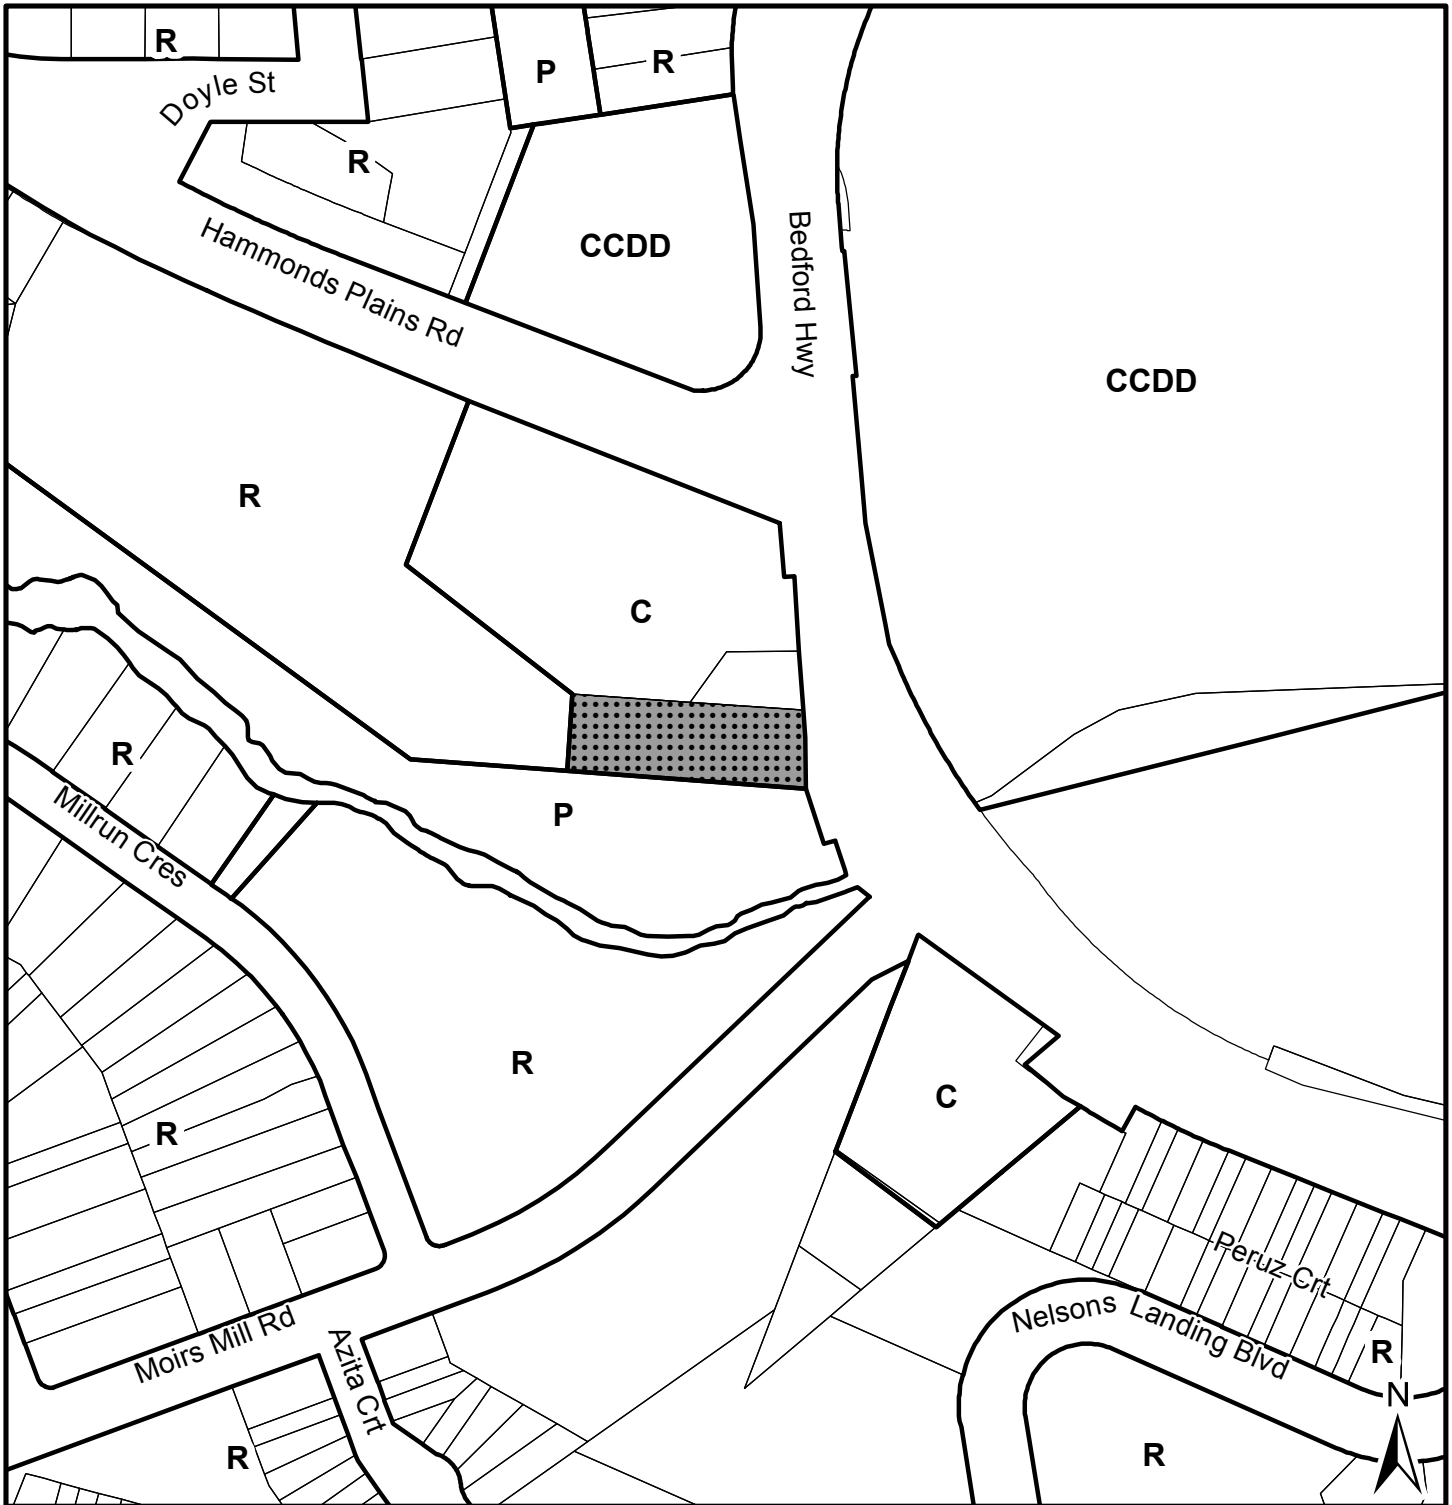 R
P
R
Doyle St
R
CCDD
Bedford Hwy
Hammonds Plains Rd
CCDD
R
C
R
P
Millrun Cres
R
C
R
Peruz Crt
Nelsons Landing Blvd
Moirs Mill Rd
Azita Crt
R
N
R
R